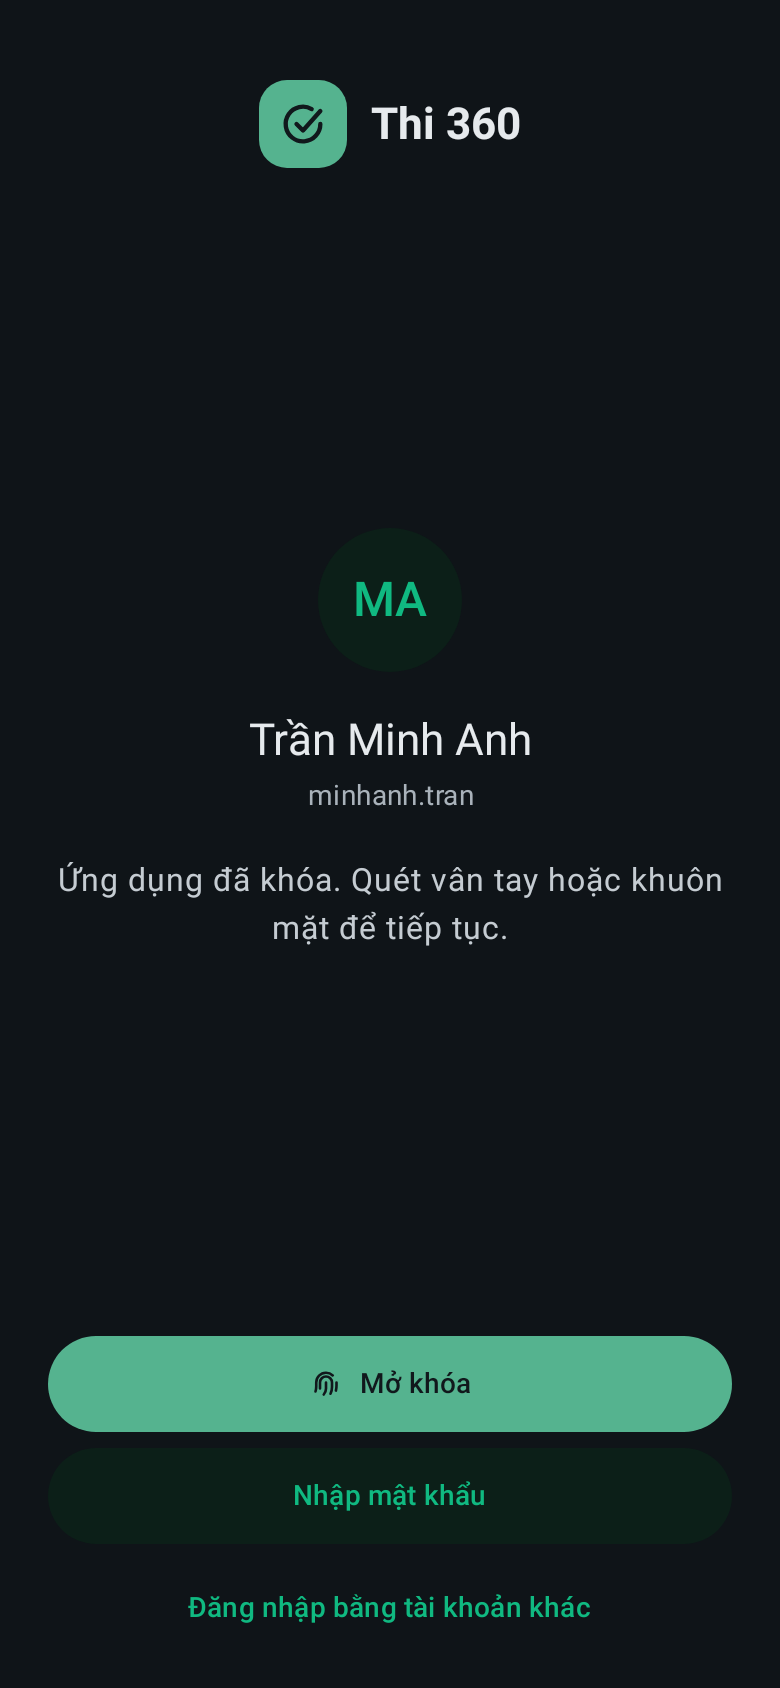 Thi 360
MA
Trần Minh Anh
minhanh.tran
Ứng dụng đã khóa. Quét vân tay hoặc khuôn
mặt để tiếp tục.
Mở khóa
Nhập mật khẩu
Đăng nhập bằng tài khoản khác